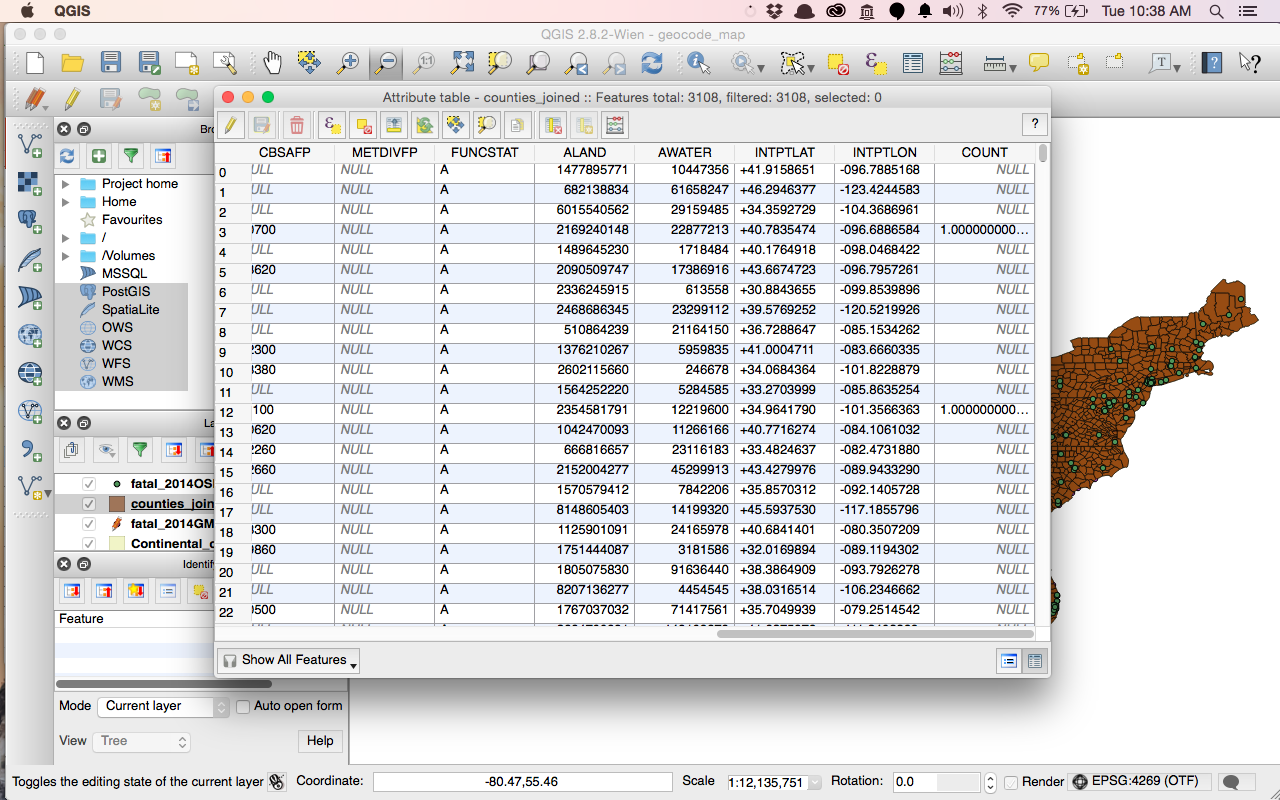 QGIS 77% Tue 10:38 AM
QGIS 2.8.2-Wien - geocode_map
Attribute table - counties_joined :: Features total: 3108, filtered: 3108, selected: 0
?
CBSAFP METDIVFP FUNCSTAT ALAND AWATER INTPTLAT INTPTLON COUNT
0 ULL NULL A 1477895771 10447356 +41.9158651 -096.7885168 NULL
1 ULL NULL A 682138834 61658247 +46.2946377 -123.4244583 NULL
2 ULL NULL A 6015540562 29159485 +34.3592729 -104.3686961 NULL
3 0700 NULL A 2169240148 22877213 +40.7835474 -096.6886584 1.000000000...
4 ULL NULL A 1489645230 1718484 +40.1764918 -098.0468422 NULL
5 3620 NULL A 2090509747 17386916 +43.6674723 -096.7957261 NULL
6 ULL NULL A 2336245915 613558 +30.8843655 -099.8539896 NULL
7 ULL NULL A 2468686345 23299112 +39.5769252 -120.5219926 NULL
8 ULL NULL A 510864239 21164150 +36.7288647 -085.1534262 NULL
9 2300 NULL A 1376210267 5959835 +41.0004711 -083.6660335 NULL
10 3380 NULL A 2602115660 246678 +34.0684364 -101.8228879 NULL
11 ULL NULL A 1564252220 5284585 +33.2703999 -085.8635254 NULL
12 100 NULL A 2354581791 12219600 +34.9641790 -101.3566363 1.000000000...
13 0620 NULL A 1042470093 11266166 +40.7716274 -084.1061032 NULL
14 2260 NULL A 666816657 23116183 +33.4824637 -082.4731880 NULL
15 2660 NULL A 2152004277 45299913 +43.4279976 -089.9433290 NULL
16 ULL NULL A 1570579412 7842206 +35.8570312 -092.1405728 NULL
17 ULL NULL A 8148605403 14199320 +45.5937530 -117.1855796 NULL
18 3300 NULL A 1125901091 24165978 +40.6841401 -080.3507209 NULL
19 9860 NULL A 1751444087 3181586 +32.0169894 -089.1194302 NULL
20 ULL NULL A 1805075830 91636440 +38.3864909 -093.7926278 NULL
21 ULL NULL A 8207136277 4454545 +38.0316514 -106.2346662 NULL
22 0500 NULL A 1767037032 71417561 +35.7049939 -079.2514542 NULL
Show All Features
Bro
Project home
Home
Favourites
/
/Volumes
MSSQL
PostGIS
SpatiaLite
OWS
WCS
WFS
WMS
La
fatal_2014OS
counties_join
fatal_2014GM
Continental_c
Identif
Feature
Mode Current layer Auto open form
View Tree Help
Toggles the editing state of the current layer Coordinate: -80.47,55.46 Scale 1:12,135,751 Rotation: 0.0 Render EPSG:4269 (OTF)